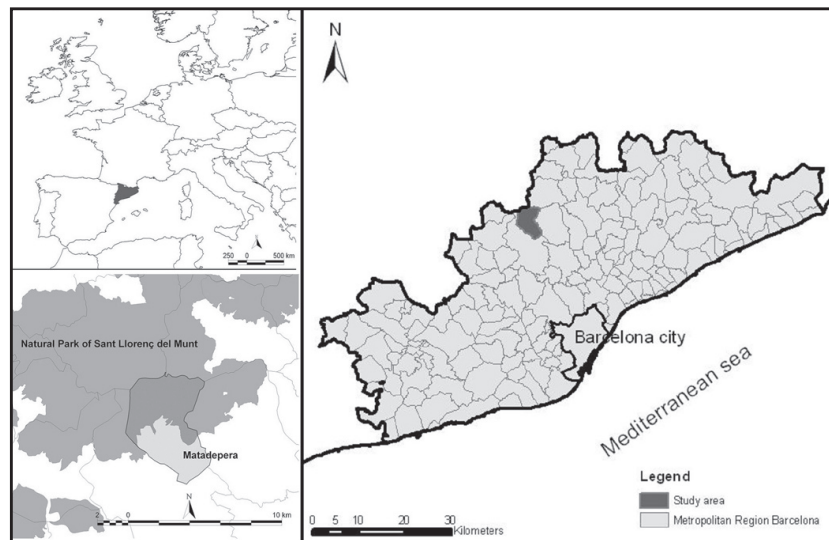 N
250 0 500 km
Natural Park of Sant Llorenç del Munt
Matadepera
N
2 0 10 km
N
Barcelona city
Mediterranean sea
Legend
Study area
Metropolitan Region Barcelona
0 5 10 20 30
Kilometers